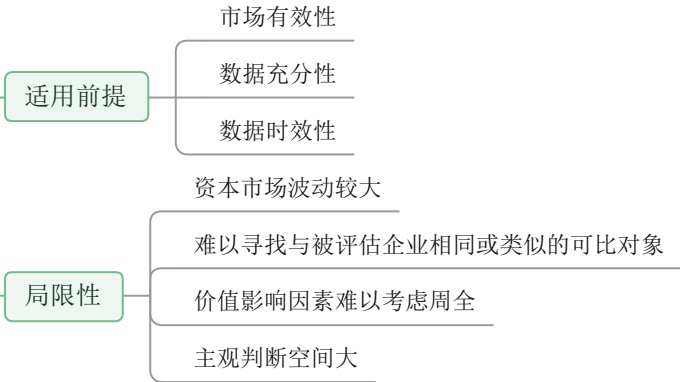 市场有效性
适用前提
数据充分性
数据时效性
资本市场波动较大
难以寻找与被评估企业相同或类似的可比对象
局限性
价值影响因素难以考虑周全
主观判断空间大